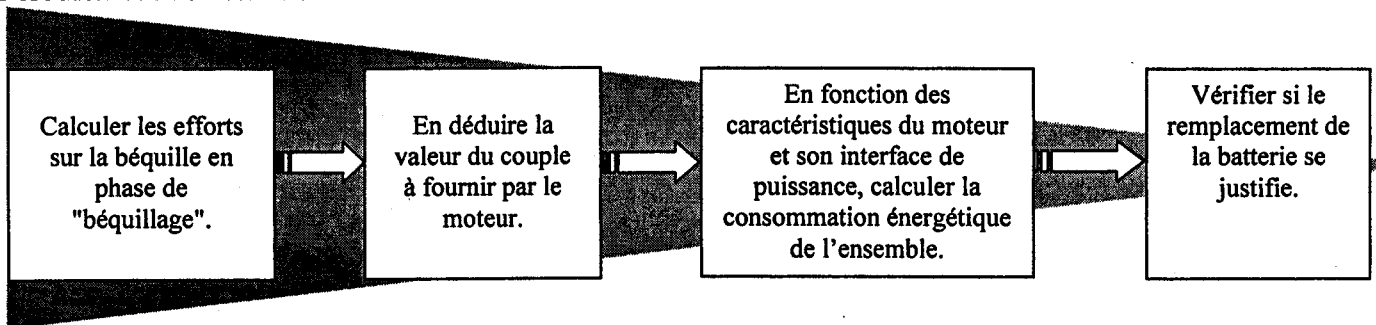 Calculer les efforts
sur la béquille en
phase de
"béquillage".
En déduire la
valeur du couple
à fournir par le
moteur.
En fonction des
caractéristiques du moteur
et son interface de
puissance, calculer la
consommation énergétique
de l'ensemble.
Vérifier si le
remplacement de
la batterie se
justifie.